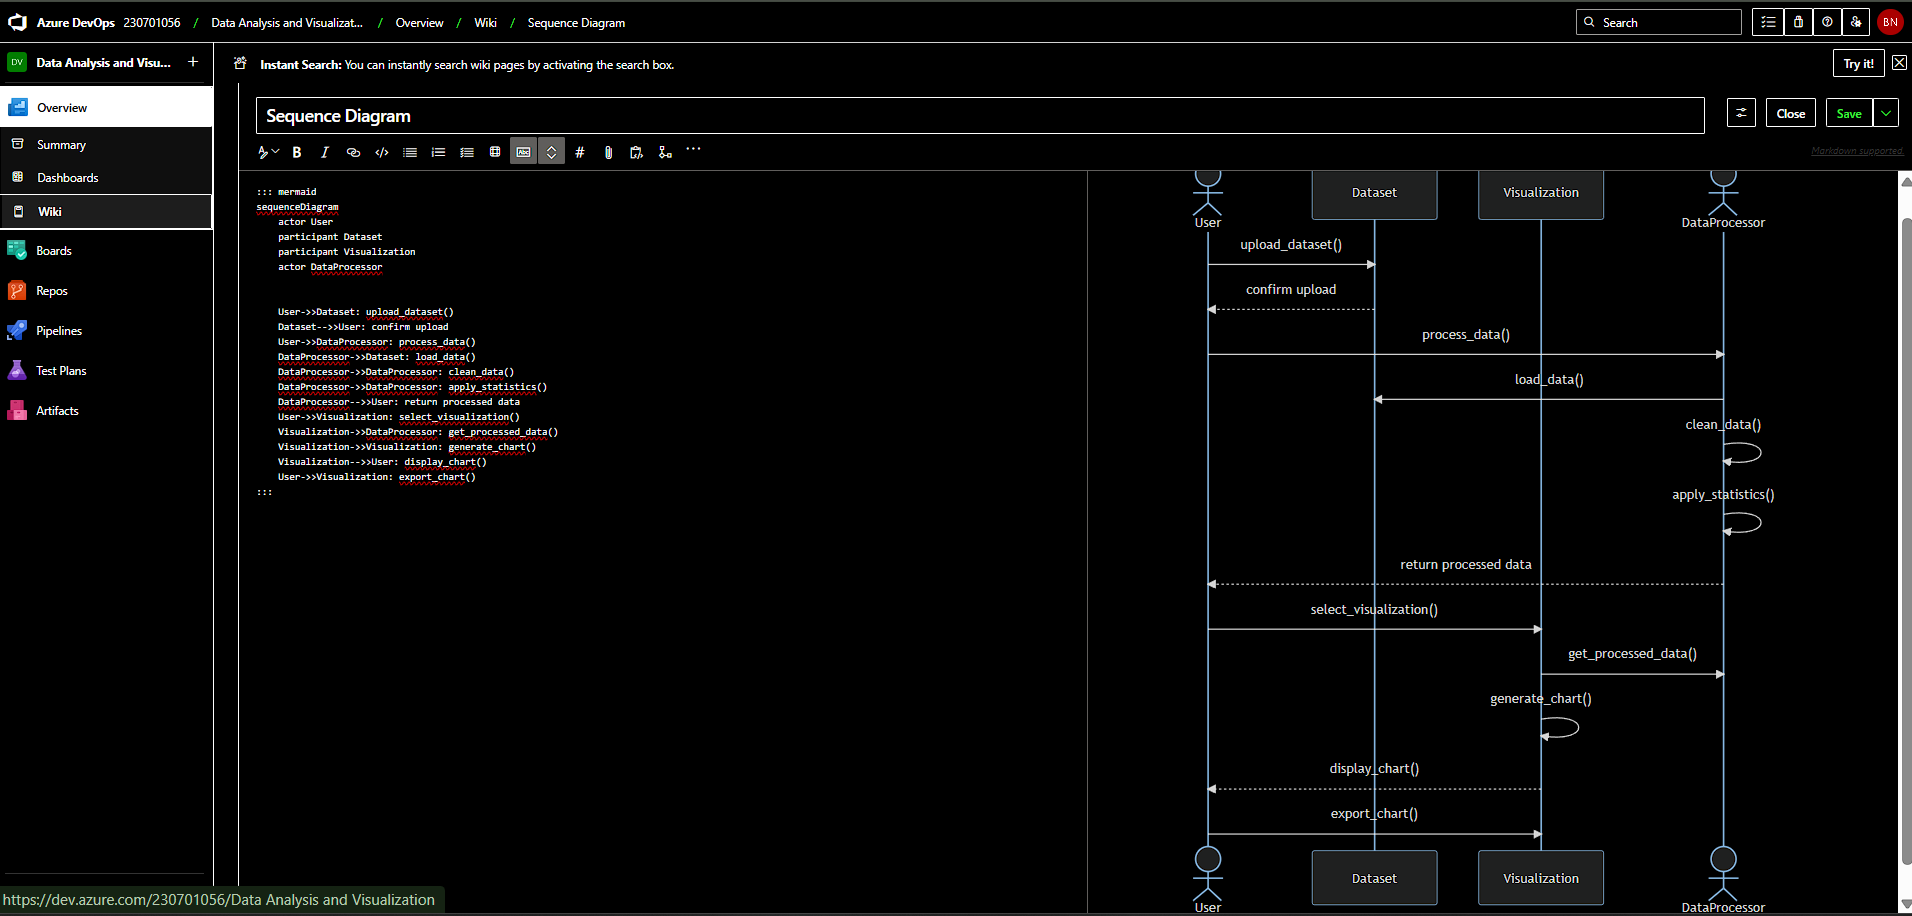 Azure DevOps 230701056 / Data Analysis and Visualizat... / Overview / Wiki / Sequence Diagram
Search
BN
DV Data Analysis and Visu... +
Instant Search: You can instantly search wiki pages by activating the search box.
Try it!
Overview
Summary
Dashboards
Wiki
Boards
Repos
Pipelines
Test Plans
Artifacts
Sequence Diagram
Close
Save
B I </> Abc # ...
Markdown supported.
::: mermaid
sequenceDiagram
actor User
participant Dataset
participant Visualization
actor DataProcessor
User->>Dataset: upload_dataset()
Dataset-->>User: confirm upload
User->>DataProcessor: process_data()
DataProcessor->>Dataset: load_data()
DataProcessor->>DataProcessor: clean_data()
DataProcessor->>DataProcessor: apply_statistics()
DataProcessor-->>User: return processed data
User->>Visualization: select_visualization()
Visualization->>DataProcessor: get_processed_data()
Visualization->>Visualization: generate_chart()
Visualization-->>User: display_chart()
User->>Visualization: export_chart()
:::
Dataset
Visualization
User
DataProcessor
upload_dataset()
confirm upload
process_data()
load_data()
clean_data()
apply_statistics()
return processed data
select_visualization()
get_processed_data()
generate_chart()
display_chart()
export_chart()
Dataset
Visualization
User
DataProcessor
https://dev.azure.com/230701056/Data Analysis and Visualization